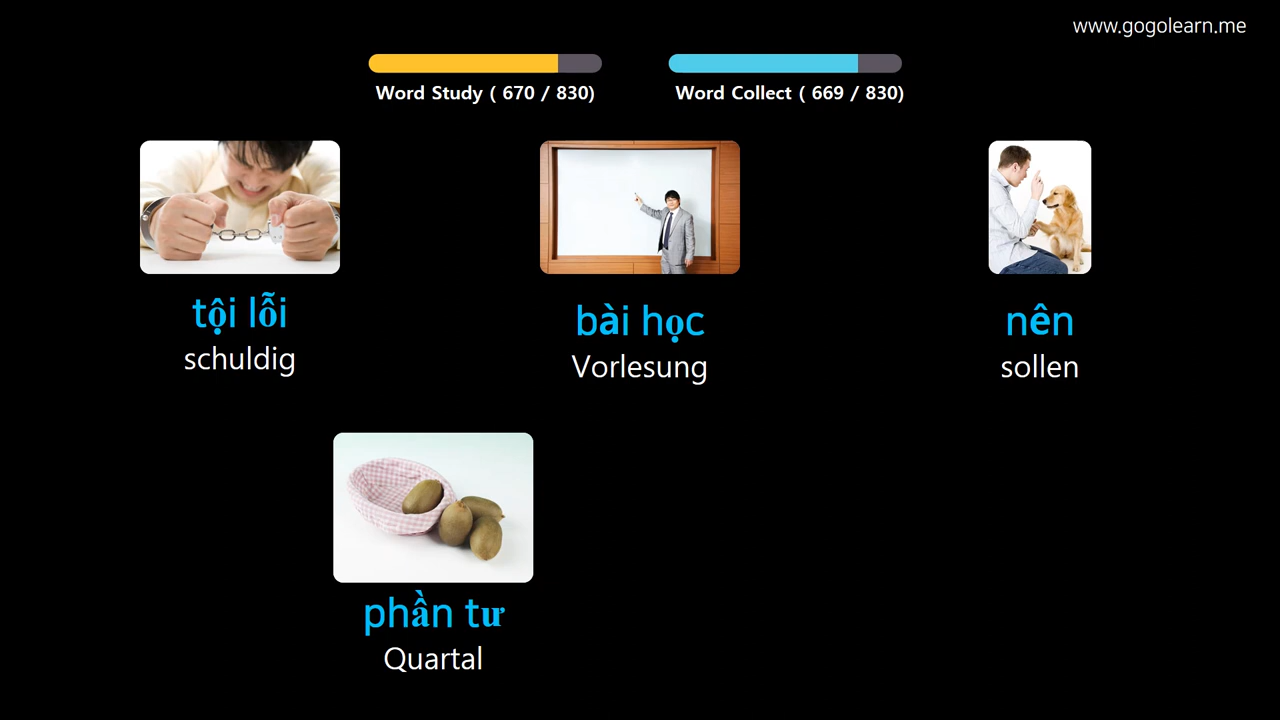 www.gogolearn.me
Word Study ( 670 / 830)
Word Collect ( 669 / 830)
tội lỗi
schuldig
bài học
Vorlesung
nên
sollen
phần tư
Quartal